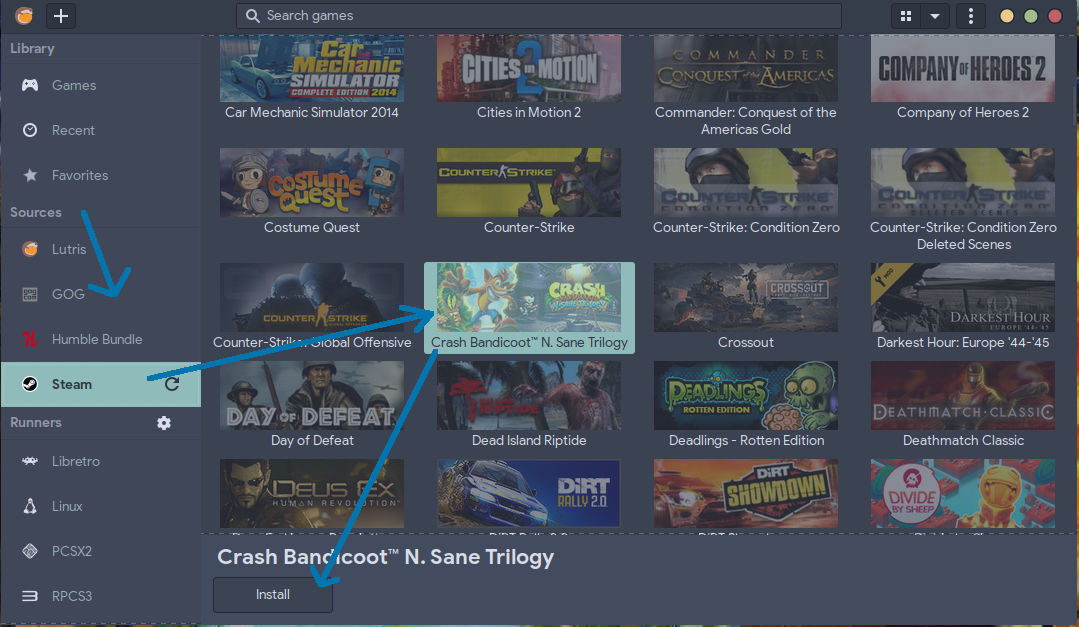 Search games
Library
Games
Recent
Favorites
Sources
Lutris
GOG
Humble Bundle
Steam
Runners
Libretro
Linux
PCSX2
RPCS3
Car Mechanic
SIMULATOR
COMPLETE EDITION 2014
Car Mechanic Simulator 2014
CITIES in MOTION
2
Cities in Motion 2
COMMANDER
CONQUEST of the AMERICAS
Commander: Conquest of the
Americas Gold
COMPANY OF HEROES 2
Company of Heroes 2
Costume
Quest
Costume Quest
COUNTER STRIKE
Counter-Strike
COUNTER STRIKE
CONDITION ZERO
Counter-Strike: Condition Zero
COUNTER STRIKE
CONDITION ZERO
DELETED SCENES
Counter-Strike: Condition Zero
Deleted Scenes
COUNTER STRIKE
Counter-Strike: Global Offensive
CRASH
BANDICOOT
N. SANE TRILOGY
Crash Bandicoot™ N. Sane Trilogy
CROSSOUT
Crossout
MOD
DARKEST HOUR
EUROPE '44-'45
Darkest Hour: Europe '44-'45
DAY OF DEFEAT
Day of Defeat
DEAD ISLAND
RIPTIDE
Dead Island Riptide
DEADLINGS
ROTTEN EDITION
Deadlings - Rotten Edition
DEATHMATCH CLASSIC
Deathmatch Classic
DEUS EX
HUMAN REVOLUTION
DiRT
RALLY 2.0
DiRT
SHOWDOWN
DIVIDE
BY SHEEP
Crash Bandicoot™ N. Sane Trilogy
Install